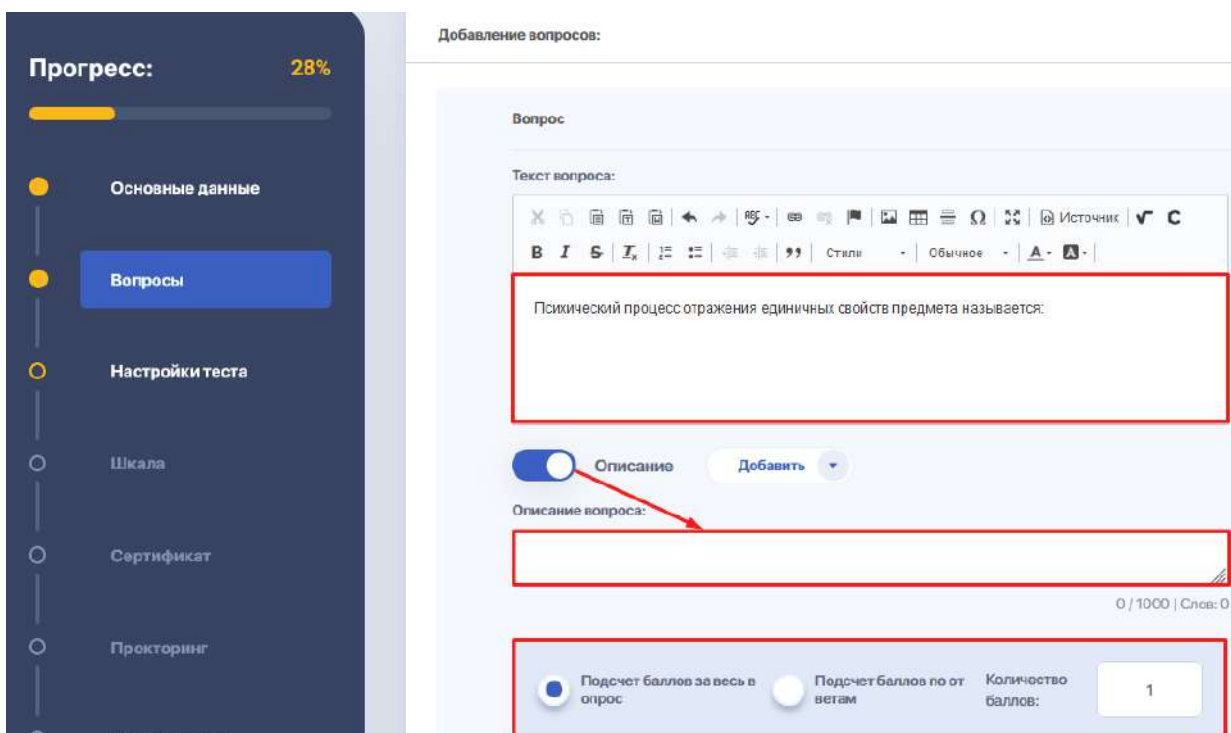 Добавление вопросов:
Прогресс: 28%
Вопрос
Текст вопроса:
Основные данные
Источник
Стили Обычное
Вопросы
Психический процесс отражения единичных свойств предмета называется:
Настройки теста
Шкала
Описание Добавить
Описание вопроса:
Сертификат
0 / 1000 | Слов: 0
Прокторинг
Подсчет баллов за весь в
опрос
Подсчет баллов по от
ветам
Количество
баллов:
1